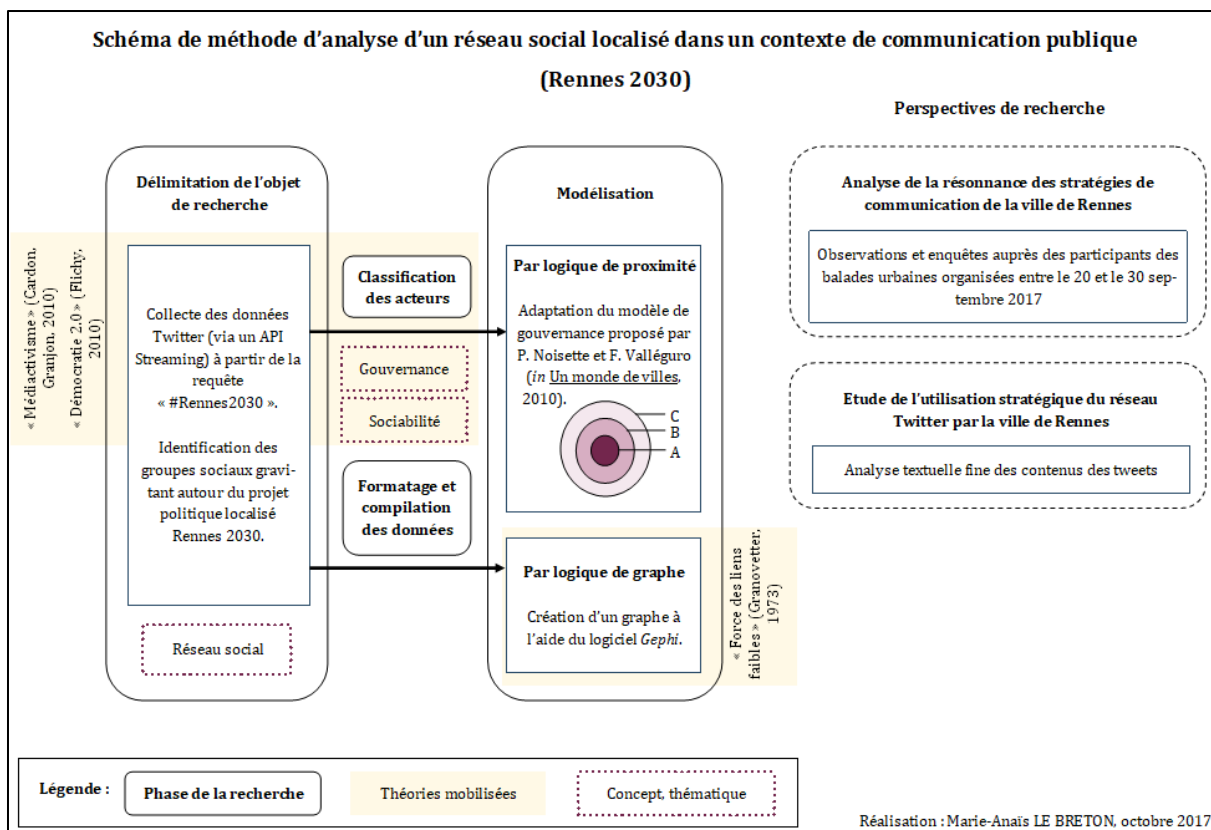 Schéma de méthode d'analyse d'un réseau social localisé dans un contexte de communication publique
(Rennes 2030)
« Médiactivisme » (Cardon,
Granjon, 2010)
« Démocratie 2.0 » (Flichy,
2010)
Délimitation de l'objet
de recherche
Collecte des données
Twitter (via un API
Streaming) à partir de la
requête
« #Rennes2030 ».
Identification des
groupes sociaux gravi-
tant autour du projet
politique localisé
Rennes 2030.
Réseau social
Classification
des acteurs
Gouvernance
Sociabilité
Formatage et
compilation
des données
Modélisation
Par logique de proximité
Adaptation du modèle de
gouvernance proposé par
P. Noisette et F. Valléguro
(in Un monde de villes,
2010).
C
B
A
Par logique de graphe
Création d'un graphe à
l'aide du logiciel Gephi.
« Force des liens
faibles » (Granovetter,
1973)
Perspectives de recherche
Analyse de la résonnance des stratégies de
communication de la ville de Rennes
Observations et enquêtes auprès des participants des
balades urbaines organisées entre le 20 et le 30 sep-
tembre 2017
Etude de l'utilisation stratégique du réseau
Twitter par la ville de Rennes
Analyse textuelle fine des contenus des tweets
Légende :
Phase de la recherche
Théories mobilisées
Concept, thématique
Réalisation : Marie-Anaïs LE BRETON, octobre 2017